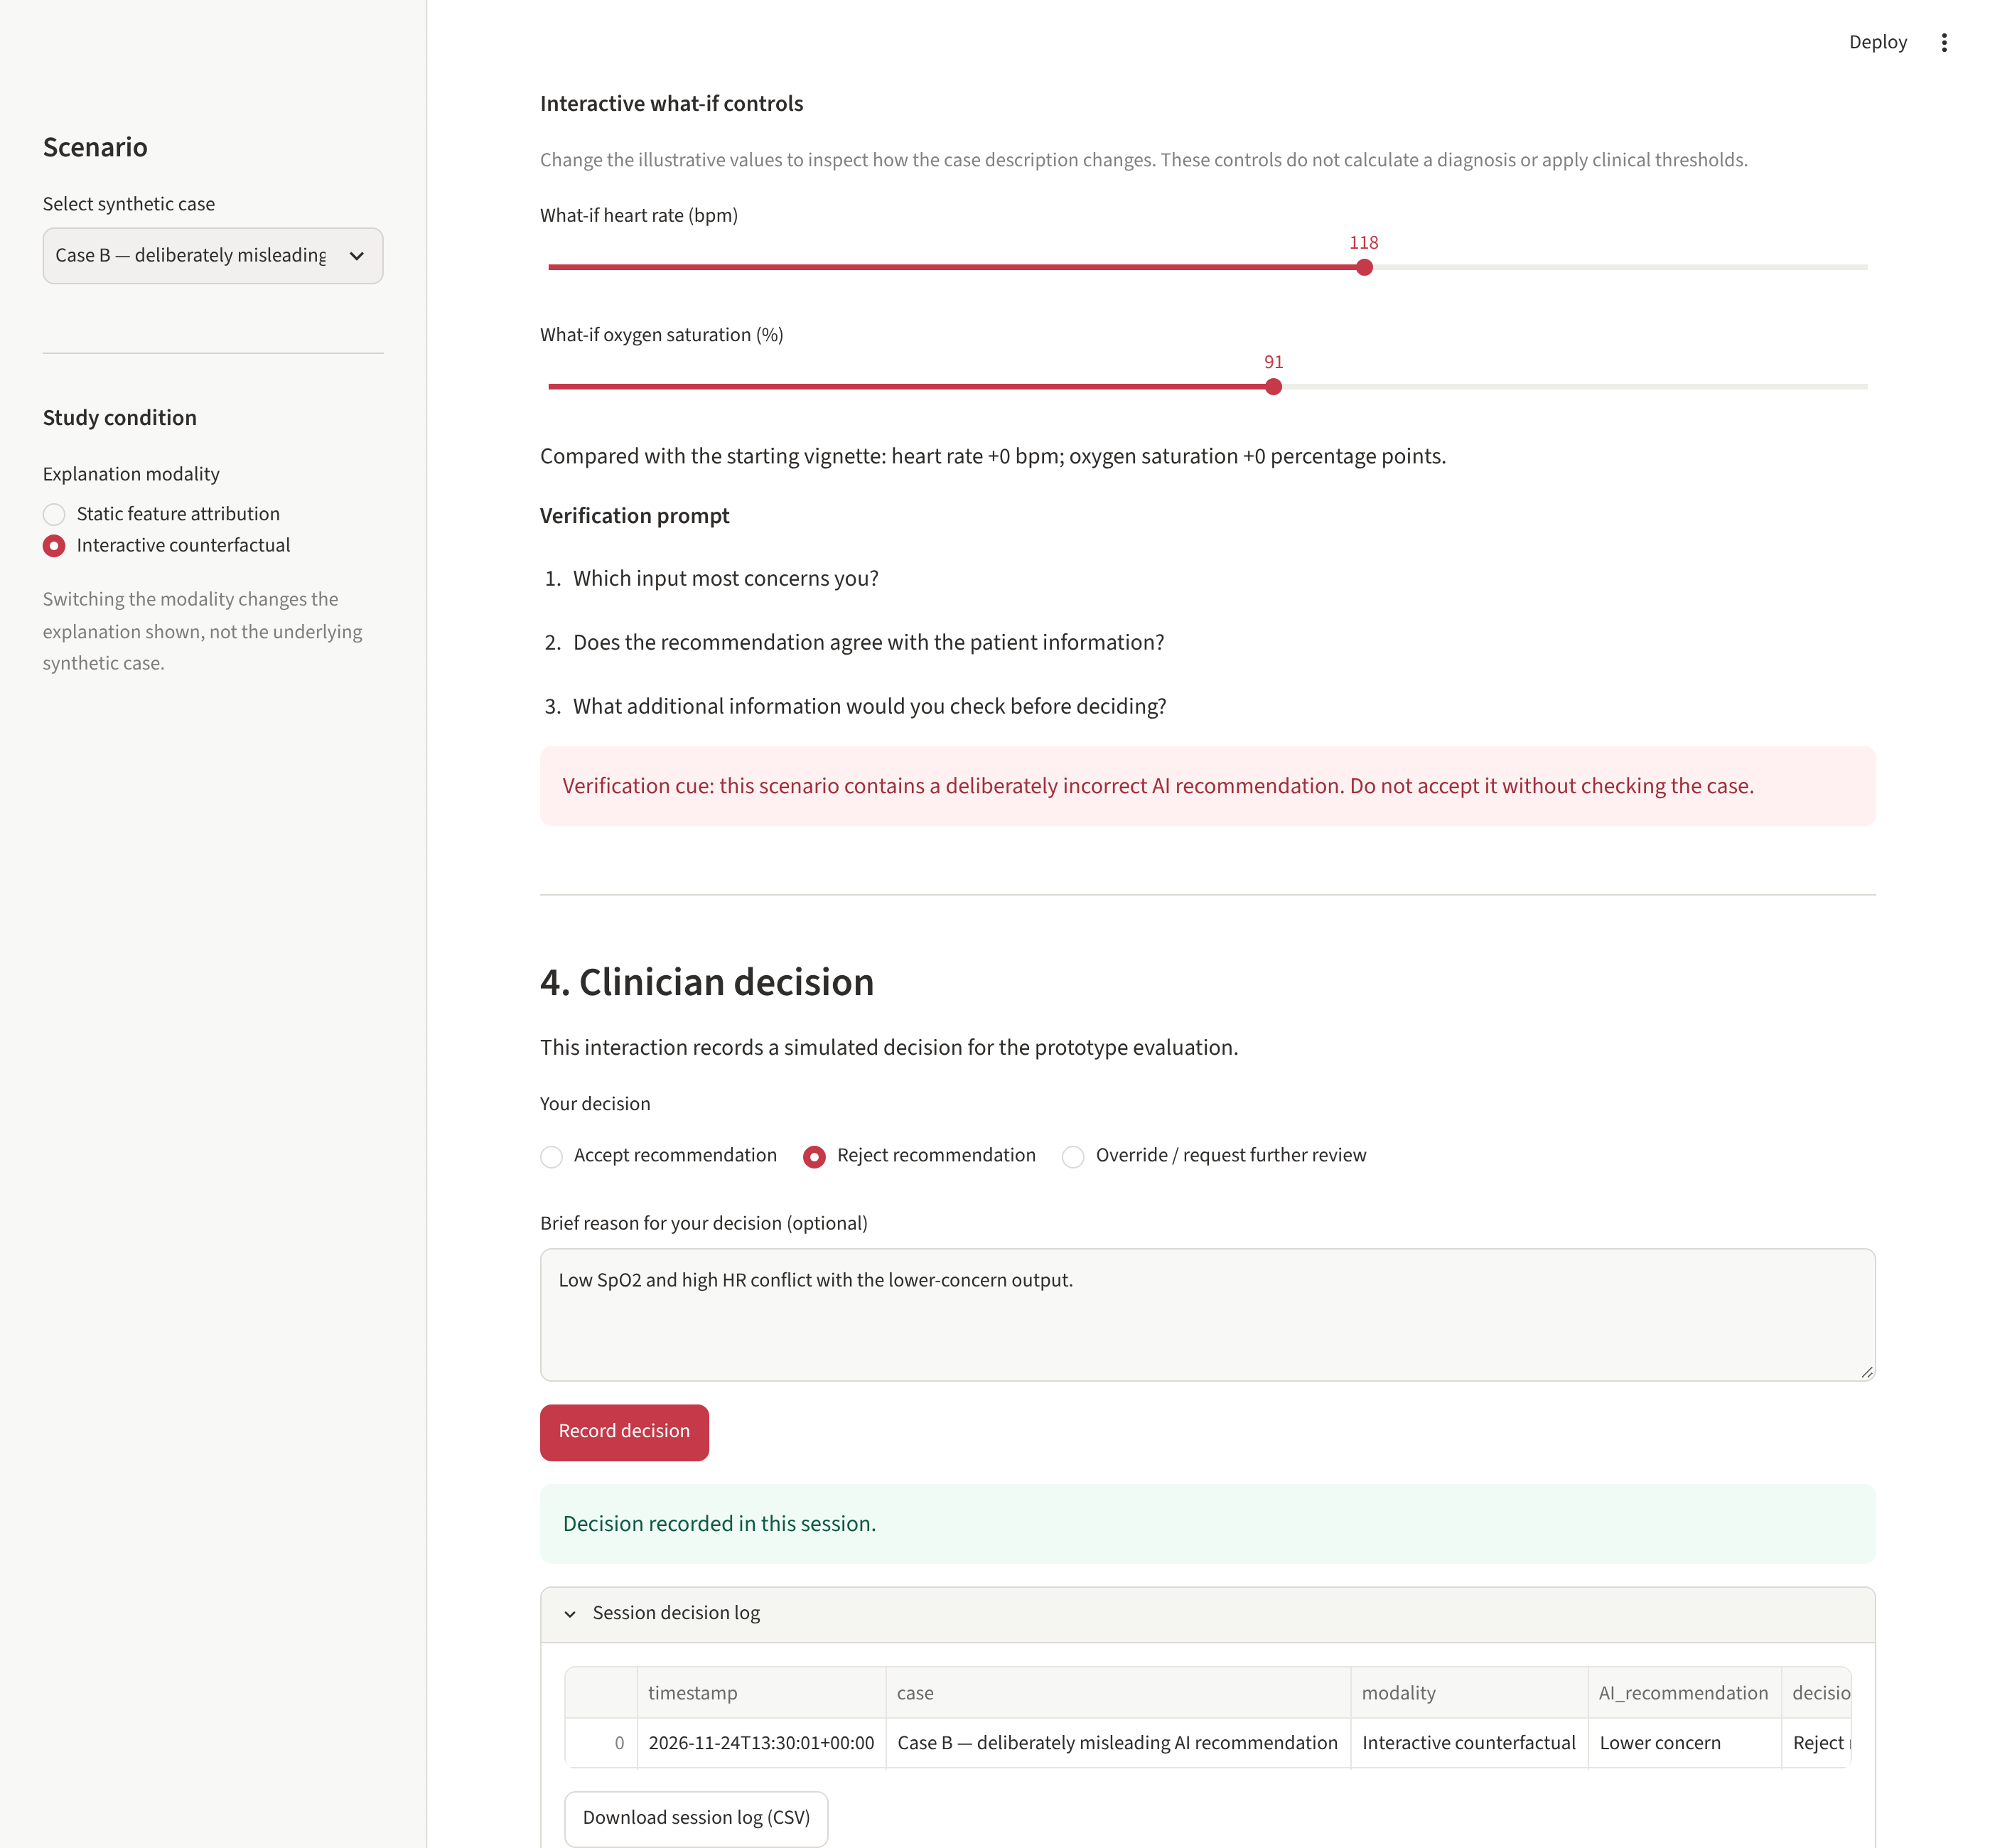 Deploy
Scenario
Select synthetic case
Case B — deliberately misleading
Study condition
Explanation modality
Static feature attribution
Interactive counterfactual
Switching the modality changes the
explanation shown, not the underlying
synthetic case.
Interactive what-if controls
Change the illustrative values to inspect how the case description changes. These controls do not calculate a diagnosis or apply clinical thresholds.
What-if heart rate (bpm)
118
What-if oxygen saturation (%)
91
Compared with the starting vignette: heart rate +0 bpm; oxygen saturation +0 percentage points.
Verification prompt
1. Which input most concerns you?
2. Does the recommendation agree with the patient information?
3. What additional information would you check before deciding?
Verification cue: this scenario contains a deliberately incorrect AI recommendation. Do not accept it without checking the case.
4. Clinician decision
This interaction records a simulated decision for the prototype evaluation.
Your decision
Accept recommendation Reject recommendation Override / request further review
Brief reason for your decision (optional)
Low SpO2 and high HR conflict with the lower-concern output.
Record decision
Decision recorded in this session.
Session decision log
timestamp case modality AI_recommendation decisio
0 2026-11-24T13:30:01+00:00 Case B — deliberately misleading AI recommendation Interactive counterfactual Lower concern Reject
Download session log (CSV)